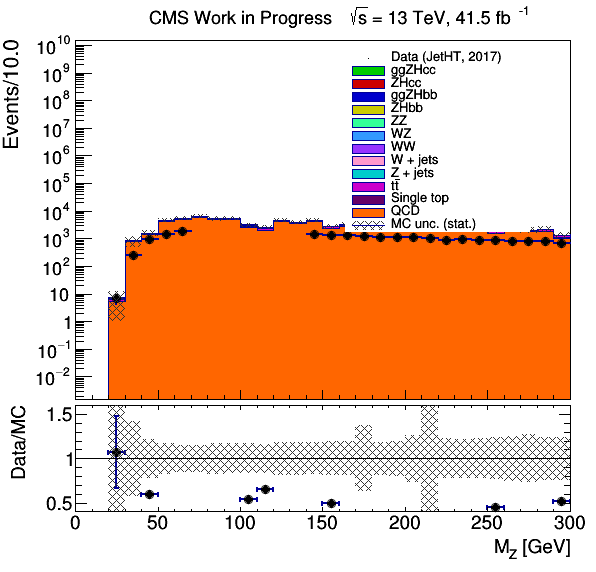 CMS Work in Progress √s = 13 TeV, 41.5 fb⁻¹
Events/10.0
10¹⁰
10⁹
10⁸
10⁷
10⁶
10⁵
10⁴
10³
10²
10
1
10⁻¹
10⁻²
Data (JetHT, 2017)
ggZHcc
ZHcc
ggZHbb
ZHbb
ZZ
WZ
WW
W + jets
Z + jets
tt̄
Single top
QCD
MC unc. (stat.)
Data/MC
1.5
1
0.5
0 50 100 150 200 250 300
M_Z [GeV]